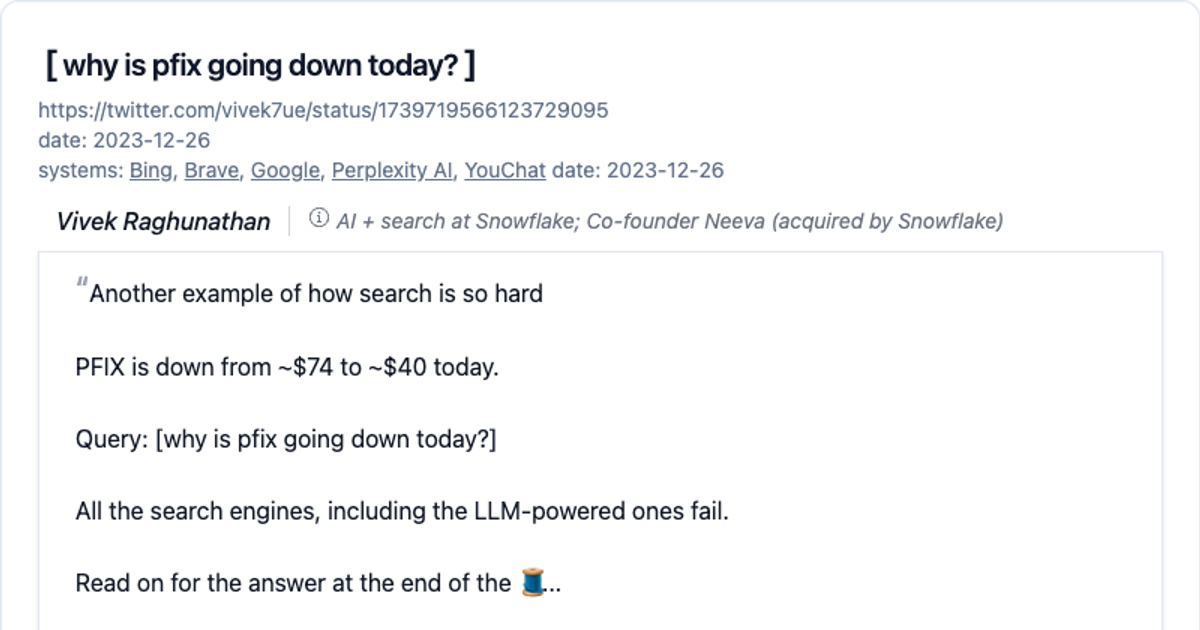 [ why is pfix going down today? ]
https://twitter.com/vivek7ue/status/1739719566123729095
date: 2023-12-26
systems: Bing, Brave, Google, Perplexity AI, YouChat date: 2023-12-26
Vivek Raghunathan | ⓘ AI + search at Snowflake; Co-founder Neeva (acquired by Snowflake)
"Another example of how search is so hard
PFIX is down from ~$74 to ~$40 today.
Query: [why is pfix going down today?]
All the search engines, including the LLM-powered ones fail.
Read on for the answer at the end of the 🧵...